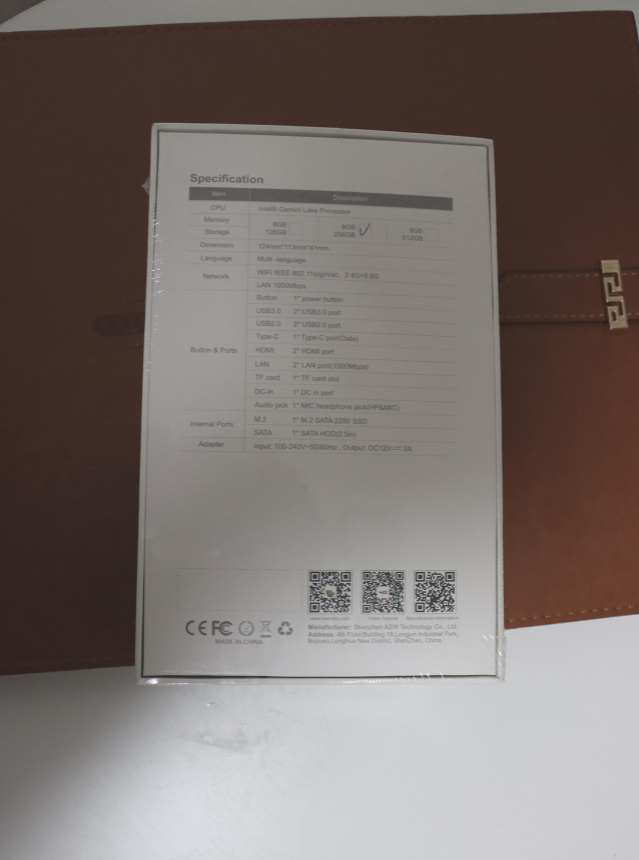 Specification
Item Description
CPU Intel® Gemini Lake Processor
Memory 8GB 8GB 8GB
Storage 128GB 256GB 512GB
Dimension 124mm*113mm*41mm
Language Multi -language
Network WIFI IEEE 802.11b/g/n/ac, 2.4G+5.8G
LAN 1000Mbps
Button & Ports
Button 1* power button
USB3.0 2* USB3.0 port
USB2.0 2* USB2.0 port
Type-C 1* Type-C port(Data)
HDMI 2* HDMI port
LAN 2* LAN port(1000Mbps)
TF card 1* TF card slot
DC-in 1* DC in port
Audio jack 1* MIC headphone jack(HP&MIC)
Internal Ports
M.2 1* M.2 SATA 2280 SSD
SATA 1* SATA HDD(2.5in)
Adapter Input: 100-240V~50/60Hz , Output: DC12V⎓2A
Manufacturer Information
CE FC
MADE IN CHINA
Manufacturer: Shenzhen AZW Technology Co., Ltd.
Address: 4th Floor,Building 18,Longjun Industrial Park,
Longhua New District, ShenZhen, China